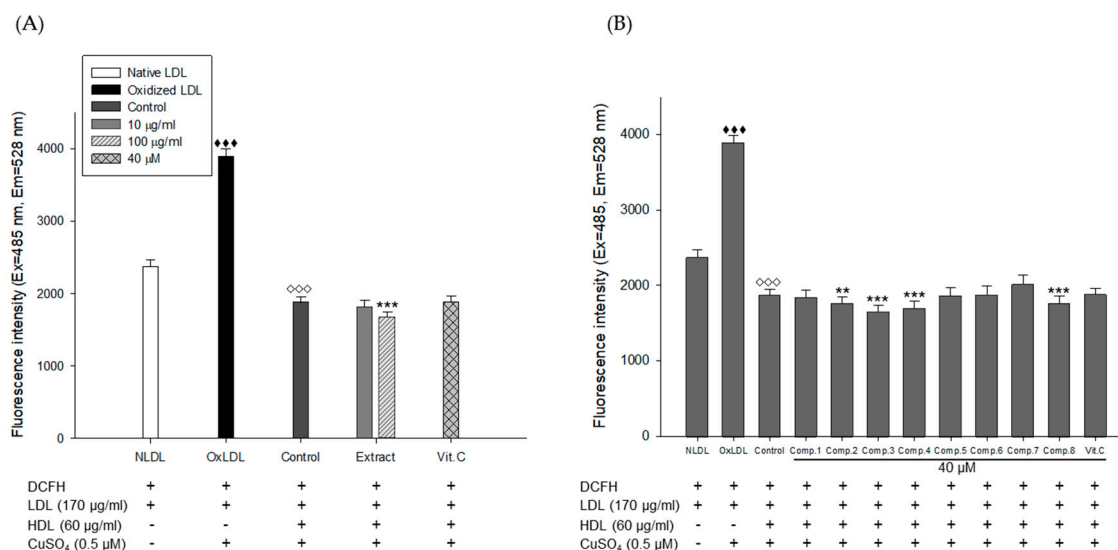 (A)
Native LDL
Oxidized LDL
Control
10 µg/ml
100 µg/ml
40 µM
Fluorescence intensity (Ex=485 nm, Em=528 nm)
4000
3000
2000
1000
0
♦♦♦
◇◇◇
***
NLDL OxLDL Control Extract Vit.C
DCFH + + + + +
LDL (170 µg/ml) + + + + +
HDL (60 µg/ml) - - + + +
CuSO₄ (0.5 µM) - + + + +
(B)
Fluorescence intensity (Ex=485, Em=528 nm)
4000
3000
2000
1000
0
♦♦♦
◇◇◇
** *** *** ***
NLDL OxLDL Control Comp.1 Comp.2 Comp.3 Comp.4 Comp.5 Comp.6 Comp.7 Comp.8 Vit.C
40 µM
DCFH + + + + + + + + + + + +
LDL (170 µg/ml) + + + + + + + + + + + +
HDL (60 µg/ml) - - + + + + + + + + + +
CuSO₄ (0.5 µM) - + + + + + + + + + + +